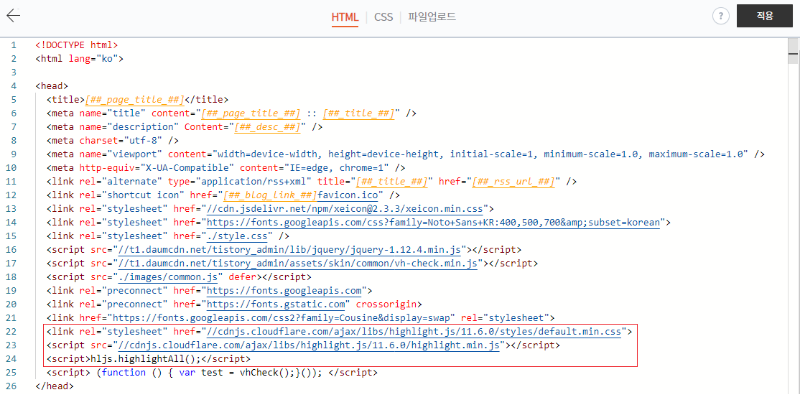 ← HTML CSS 파일업로드 ? 적용
1 <!DOCTYPE html>
2 <html lang="ko">
3
4 <head>
5 <title>[##_page_title_##]</title>
6 <meta name="title" content="[##_page_title_##] :: [##_title_##]" />
7 <meta name="description" Content="[##_desc_##]" />
8 <meta charset="utf-8" />
9 <meta name="viewport" content="width=device-width, height=device-height, initial-scale=1, minimum-scale=1.0, maximum-scale=1.0" />
10 <meta http-equiv="X-UA-Compatible" content="IE=edge, chrome=1" />
11 <link rel="alternate" type="application/rss+xml" title="[##_title_##]" href="[##_rss_url_##]" />
12 <link rel="shortcut icon" href="[##_blog_link_##]favicon.ico" />
13 <link rel="stylesheet" href="//cdn.jsdelivr.net/npm/xeicon@2.3.3/xeicon.min.css">
14 <link rel="stylesheet" href="https://fonts.googleapis.com/css?family=Noto+Sans+KR:400,500,700&amp;subset=korean">
15 <link rel="stylesheet" href="./style.css" />
16 <script src="//t1.daumcdn.net/tistory_admin/lib/jquery/jquery-1.12.4.min.js"></script>
17 <script src="//t1.daumcdn.net/tistory_admin/assets/skin/common/vh-check.min.js"></script>
18 <script src="./images/common.js" defer></script>
19 <link rel="preconnect" href="https://fonts.googleapis.com">
20 <link rel="preconnect" href="https://fonts.gstatic.com" crossorigin>
21 <link href="https://fonts.googleapis.com/css2?family=Cousine&display=swap" rel="stylesheet">
22 <link rel="stylesheet" href="//cdnjs.cloudflare.com/ajax/libs/highlight.js/11.6.0/styles/default.min.css">
23 <script src="//cdnjs.cloudflare.com/ajax/libs/highlight.js/11.6.0/highlight.min.js"></script>
24 <script>hljs.highlightAll();</script>
25 <script> (function () { var test = vhCheck();}()); </script>
26 </head>